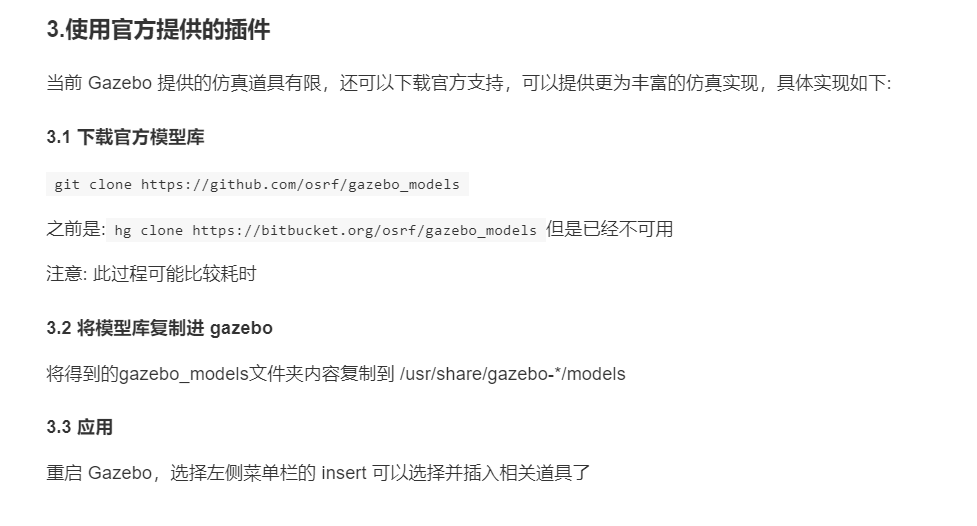 3.使用官方提供的插件
当前 Gazebo 提供的仿真道具有限，还可以下载官方支持，可以提供更为丰富的仿真实现，具体实现如下:
3.1 下载官方模型库
git clone https://github.com/osrf/gazebo_models
之前是: hg clone https://bitbucket.org/osrf/gazebo_models 但是已经不可用
注意: 此过程可能比较耗时
3.2 将模型库复制进 gazebo
将得到的gazebo_models文件夹内容复制到 /usr/share/gazebo-*/models
3.3 应用
重启 Gazebo，选择左侧菜单栏的 insert 可以选择并插入相关道具了